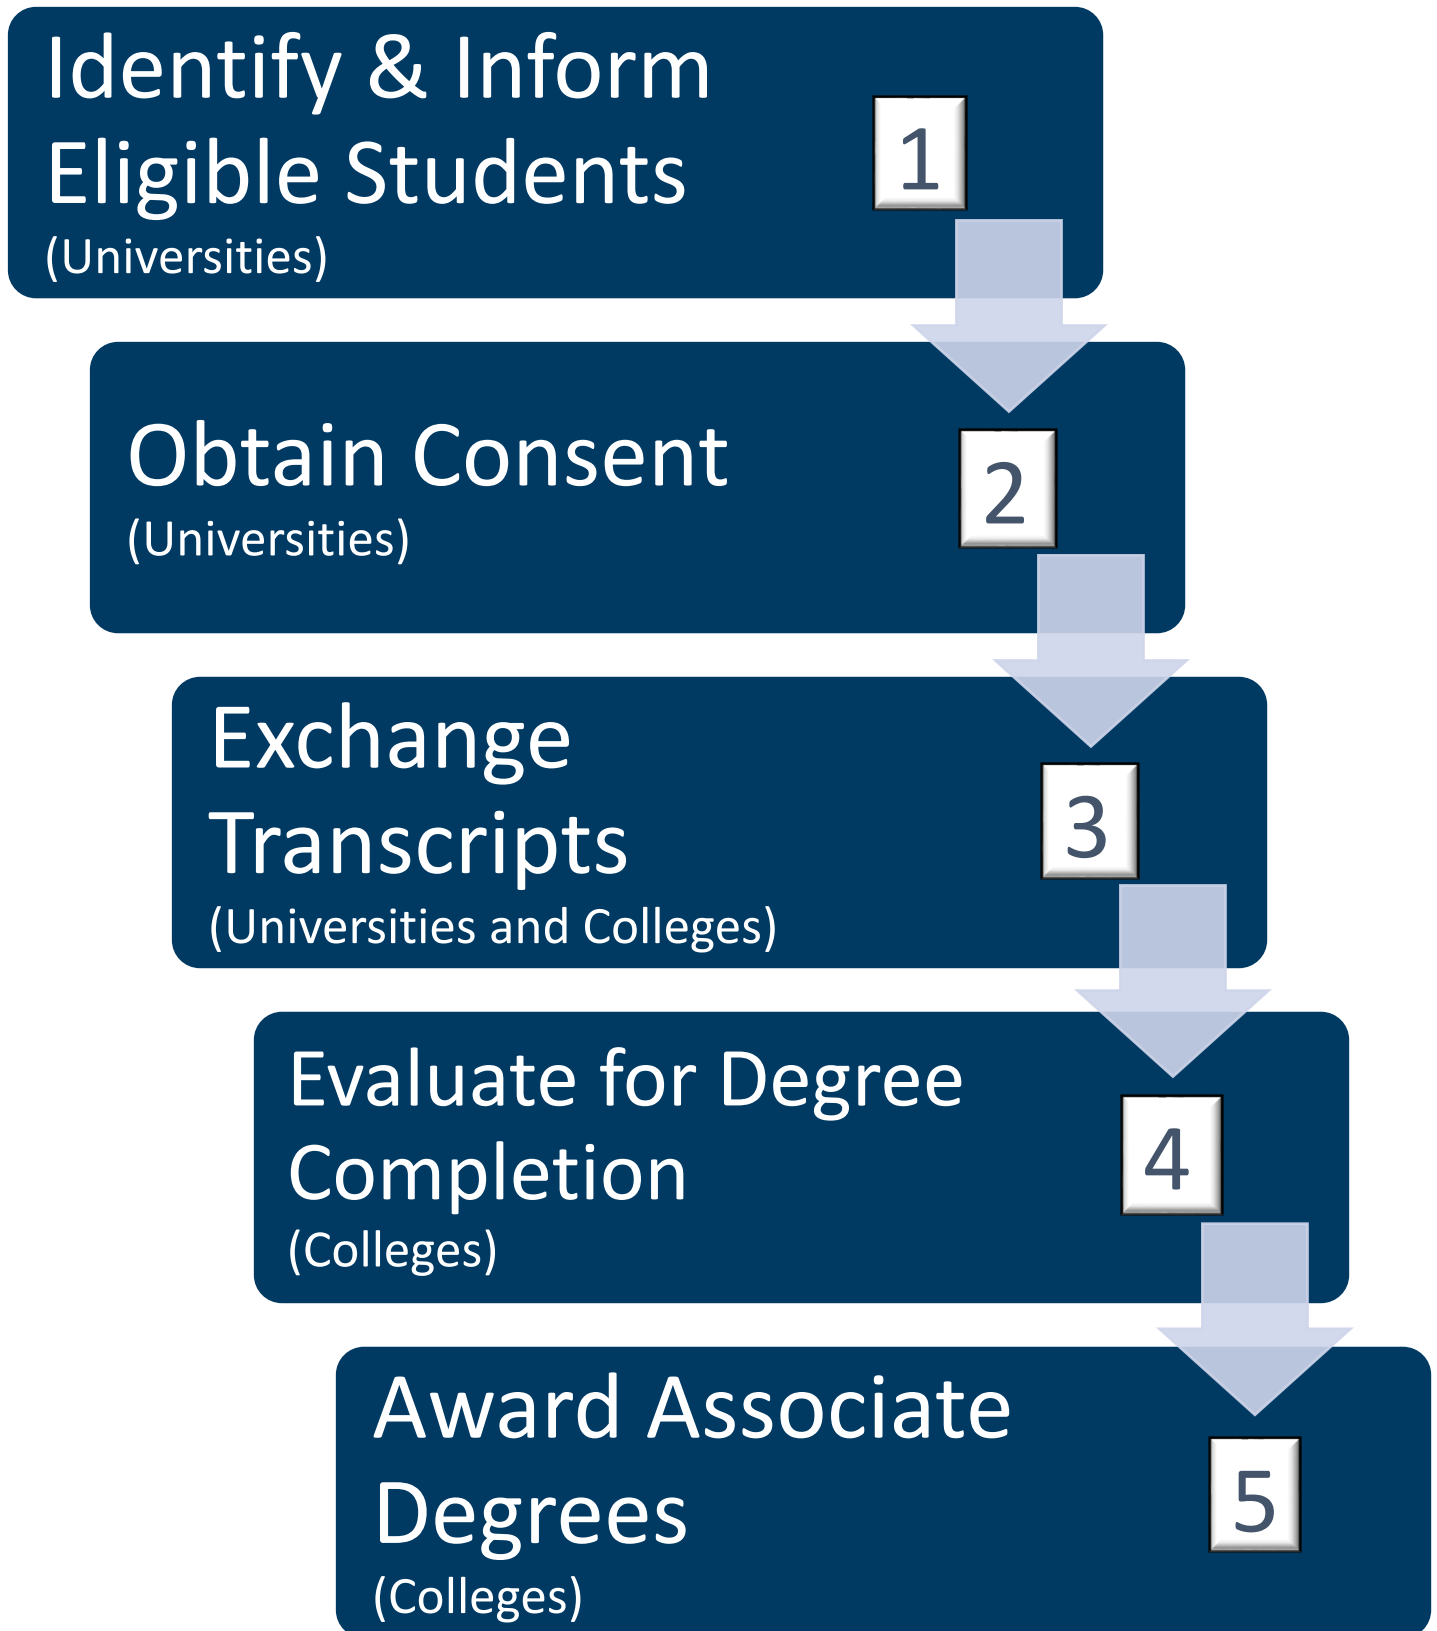 Identify & Inform
Eligible Students
(Universities)
1
Obtain Consent
(Universities)
2
Exchange
Transcripts
(Universities and Colleges)
3
Evaluate for Degree
Completion
(Colleges)
4
Award Associate
Degrees
(Colleges)
5